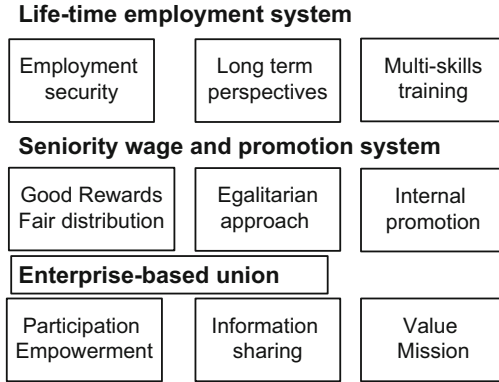 Life-time employment system
Employment
security
Long term
perspectives
Multi-skills
training
Seniority wage and promotion system
Good Rewards
Fair distribution
Egalitarian
approach
Internal
promotion
Enterprise-based union
Participation
Empowerment
Information
sharing
Value
Mission